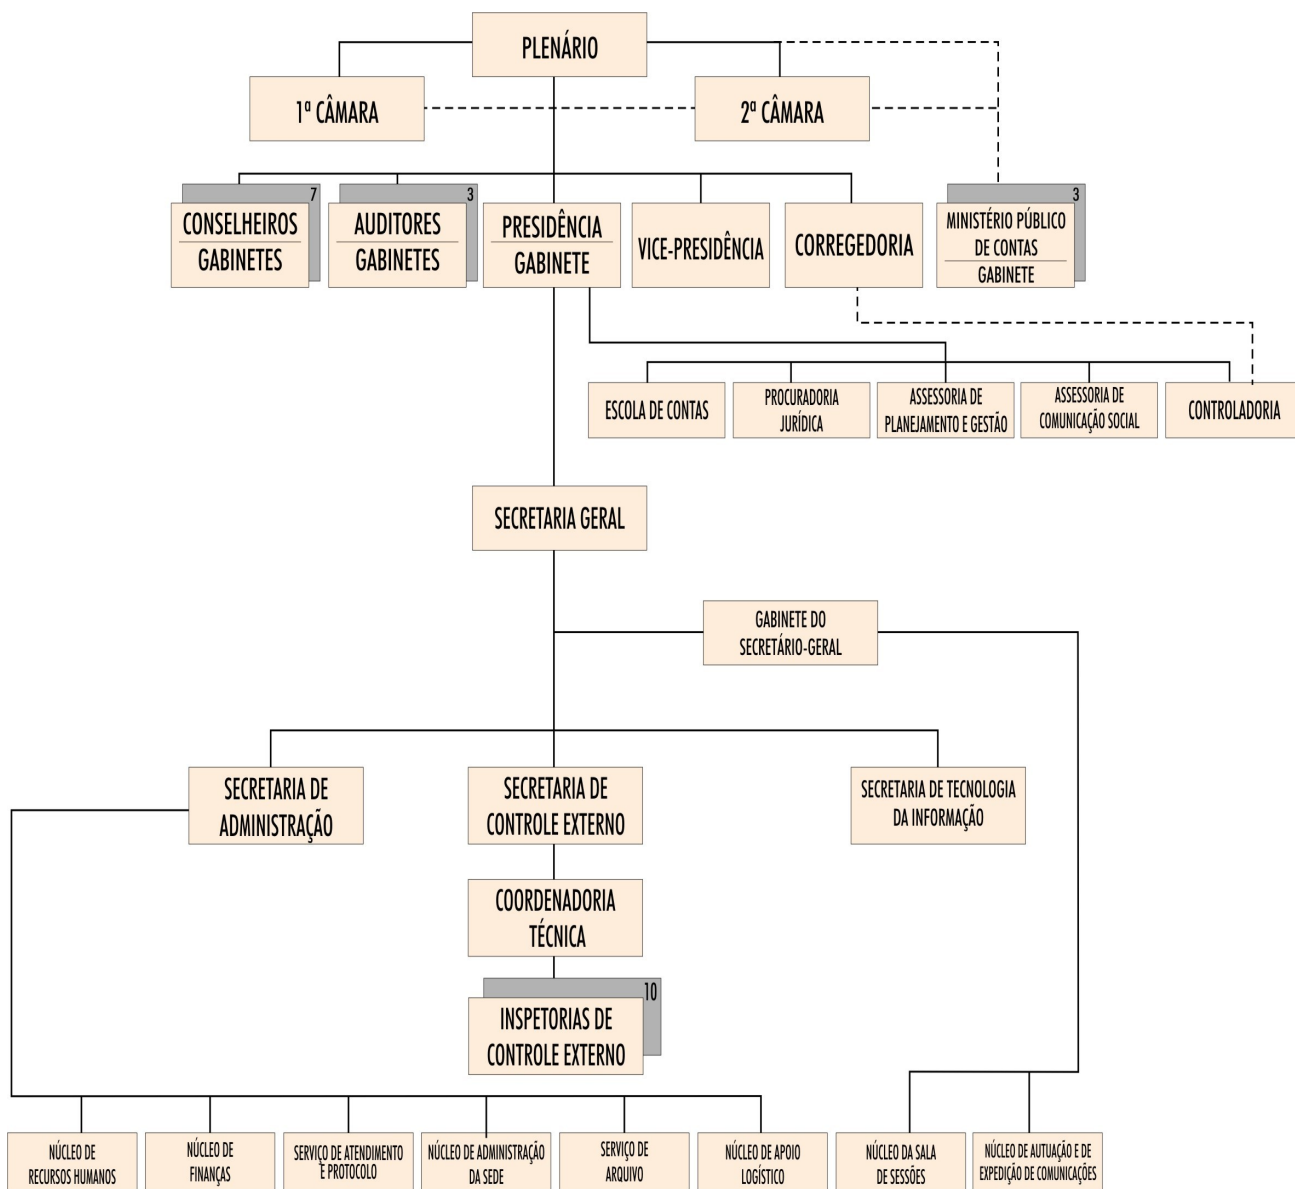 PLENÁRIO
1ª CÂMARA
2ª CÂMARA
7
CONSELHEIROS
GABINETES
3
AUDITORES
GABINETES
PRESIDÊNCIA
GABINETE
VICE-PRESIDÊNCIA
CORREGEDORIA
3
MINISTÉRIO PÚBLICO
DE CONTAS
GABINETE
ESCOLA DE CONTAS
PROCURADORIA
JURÍDICA
ASSESSORIA DE
PLANEJAMENTO E GESTÃO
ASSESSORIA DE
COMUNICAÇÃO SOCIAL
CONTROLADORIA
SECRETARIA GERAL
GABINETE DO
SECRETÁRIO-GERAL
SECRETARIA DE
ADMINISTRAÇÃO
SECRETARIA DE
CONTROLE EXTERNO
SECRETARIA DE TECNOLOGIA
DA INFORMAÇÃO
COORDENADORIA
TÉCNICA
10
INSPETORIAS DE
CONTROLE EXTERNO
NÚCLEO DE
RECURSOS HUMANOS
NÚCLEO DE
FINANÇAS
SERVIÇO DE ATENDIMENTO
E PROTOCOLO
NÚCLEO DE ADMINISTRAÇÃO
DA SEDE
SERVIÇO DE
ARQUIVO
NÚCLEO DE APOIO
LOGÍSTICO
NÚCLEO DA SALA
DE SESSÕES
NÚCLEO DE AUTUAÇÃO E DE
EXPEDIÇÃO DE COMUNICAÇÕES